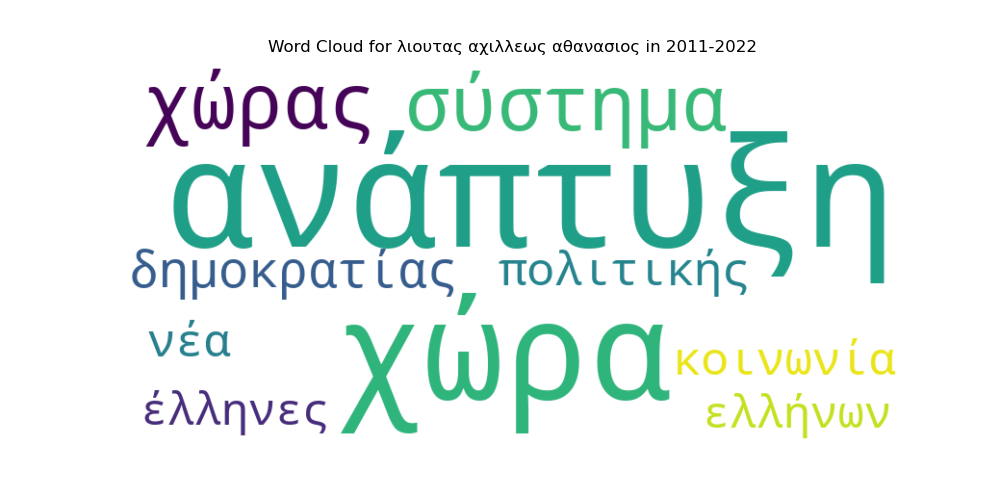 Word Cloud for λιουτας αχιλλεως αθανασιος in 2011-2022
χώρας σύστημα
ανάπτυξη
δημοκρατίας πολιτικής
νέα χώρα κοινωνία
έλληνες ελλήνων